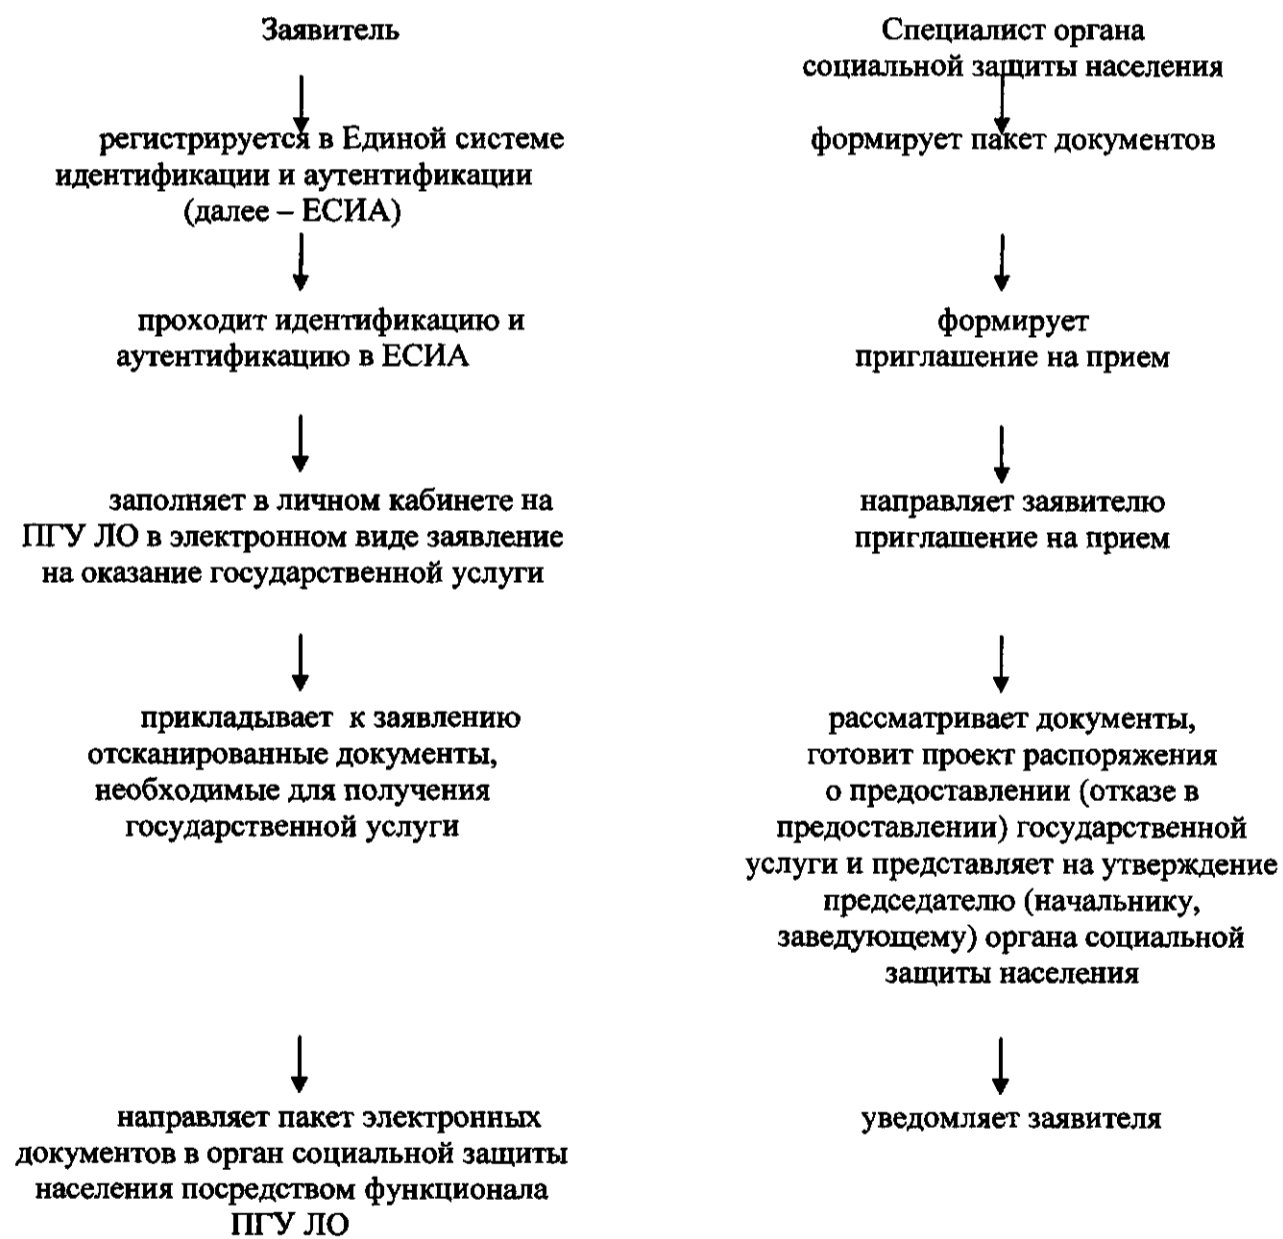 Заявитель
регистрируется в Единой системе
идентификации и аутентификации
(далее – ЕСИА)
проходит идентификацию и
аутентификацию в ЕСИА
заполняет в личном кабинете на
ПГУ ЛО в электронном виде заявление
на оказание государственной услуги
прикладывает к заявлению
отсканированные документы,
необходимые для получения
государственной услуги
направляет пакет электронных
документов в орган социальной защиты
населения посредством функционала
ПГУ ЛО
Специалист органа
социальной защиты населения
формирует пакет документов
формирует
приглашение на прием
направляет заявителю
приглашение на прием
рассматривает документы,
готовит проект распоряжения
о предоставлении (отказе в
предоставлении) государственной
услуги и представляет на утверждение
председателю (начальнику,
заведующему) органа социальной
защиты населения
уведомляет заявителя